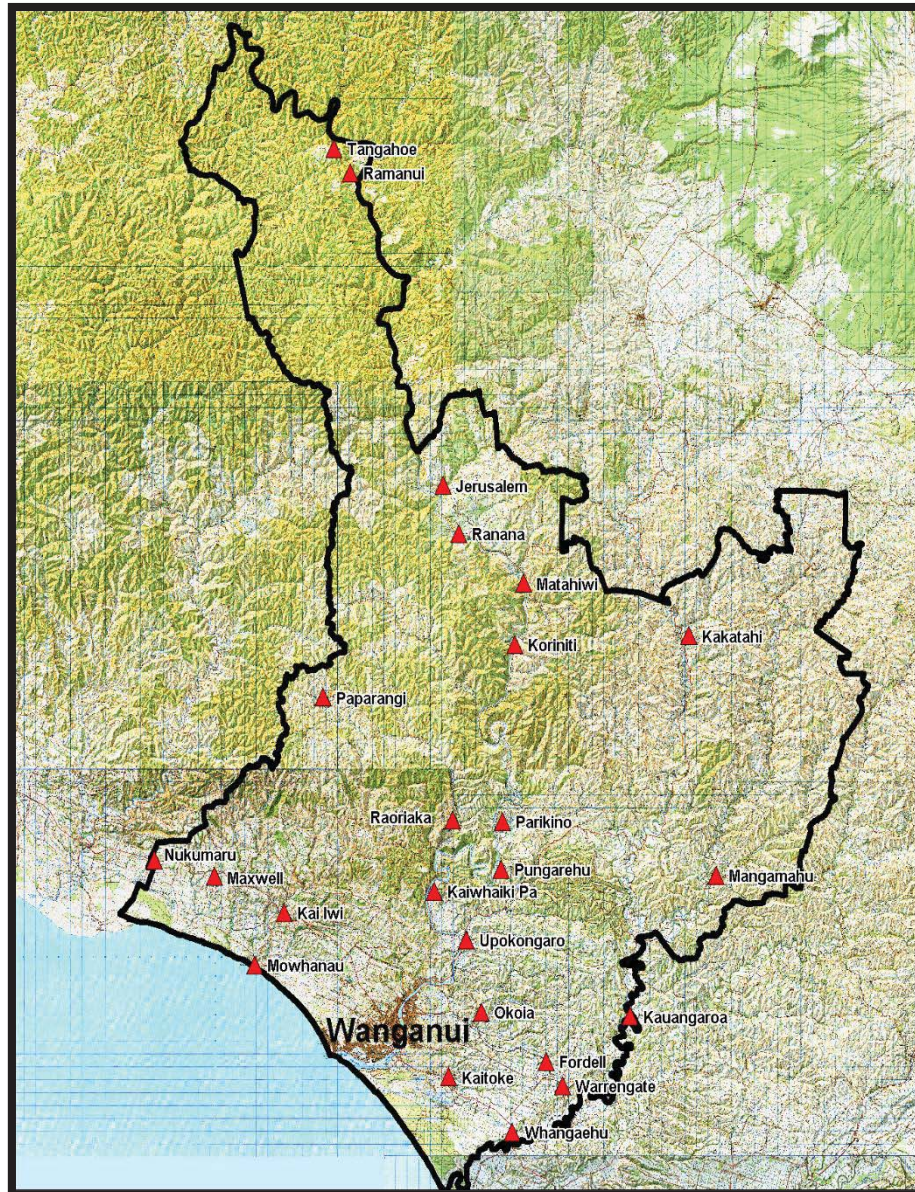 Tangahoe
Ramanui
Jerusalem
Ranana
Matahiwi
Kakatahi
Koriniti
Paparangi
Raoriaka
Parikino
Nukumaru
Pungarehu
Maxwell
Mangamahu
Kaiwhaiki Pa
Kai Iwi
Upokongaro
Mowhanau
Okola
Kauangaroa
Wanganui
Fordell
Kaitoke
Warrengate
Whangaehu